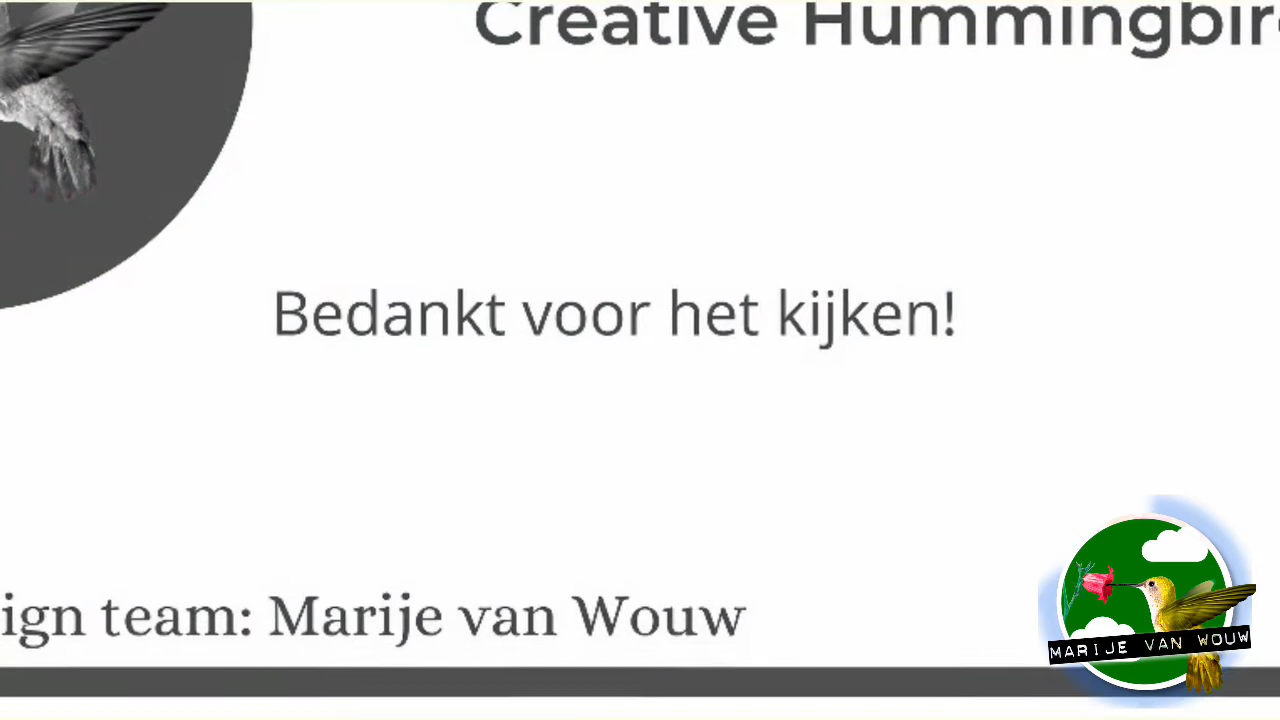 Creative Hummingbir
Bedankt voor het kijken!
ign team: Marije van Wouw
MARIJE VAN WOUW